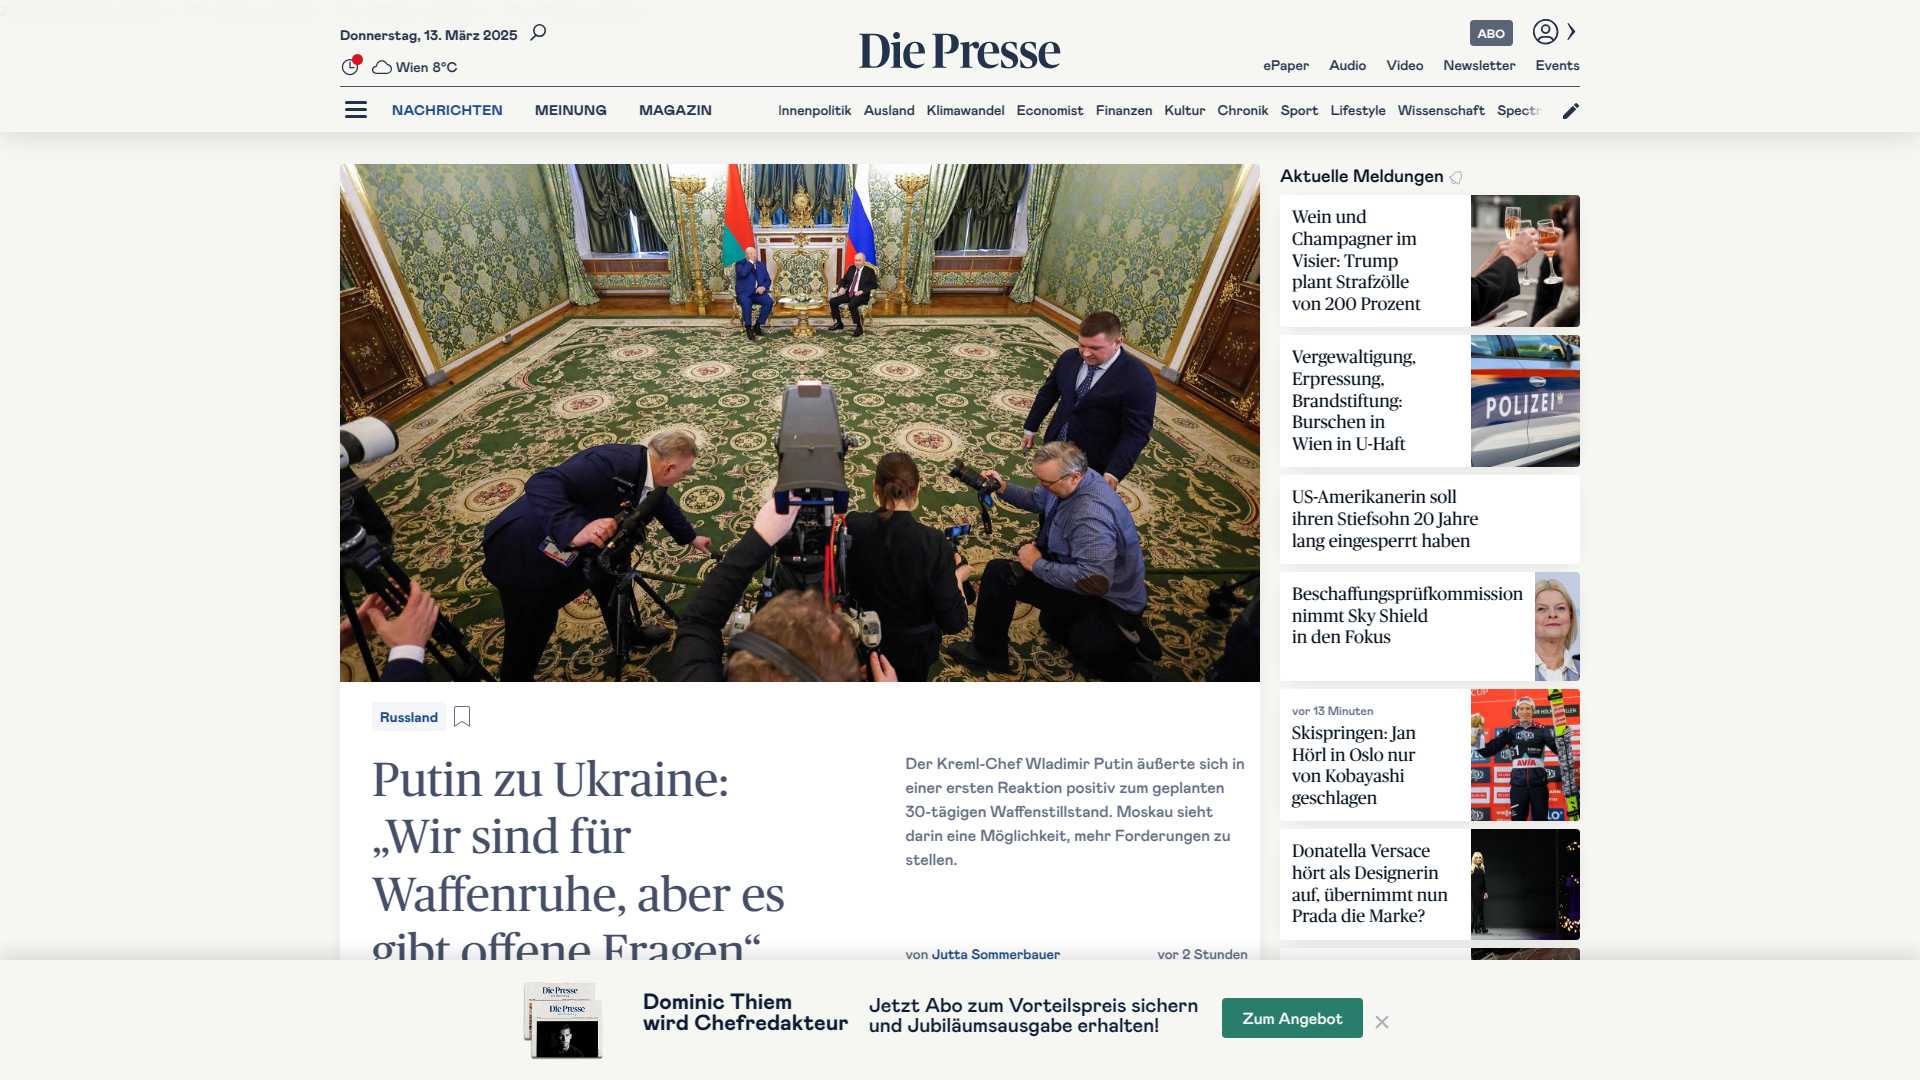 Donnerstag, 13. März 2025
Wien 8°C
Die Presse
ABO
ePaper Audio Video Newsletter Events
NACHRICHTEN MEINUNG MAGAZIN
Innenpolitik Ausland Klimawandel Economist Finanzen Kultur Chronik Sport Lifestyle Wissenschaft Spectr
Russland
Putin zu Ukraine:
„Wir sind für
Waffenruhe, aber es
gibt offene Fragen“
Der Kreml-Chef Wladimir Putin äußerte sich in
einer ersten Reaktion positiv zum geplanten
30-tägigen Waffenstillstand. Moskau sieht
darin eine Möglichkeit, mehr Forderungen zu
stellen.
von Jutta Sommerbauer
vor 2 Stunden
Aktuelle Meldungen
Wein und
Champagner im
Visier: Trump
plant Strafzölle
von 200 Prozent
Vergewaltigung,
Erpressung,
Brandstiftung:
Burschen in
Wien in U-Haft
POLIZEI
US-Amerikanerin soll
ihren Stiefsohn 20 Jahre
lang eingesperrt haben
Beschaffungsprüfkommission
nimmt Sky Shield
in den Fokus
vor 13 Minuten
Skispringen: Jan
Hörl in Oslo nur
von Kobayashi
geschlagen
AVIA
Donatella Versace
hört als Designerin
auf, übernimmt nun
Prada die Marke?
Die Presse
Die Presse
Dominic Thiem
wird Chefredakteur
Jetzt Abo zum Vorteilspreis sichern
und Jubiläumsausgabe erhalten!
Zum Angebot